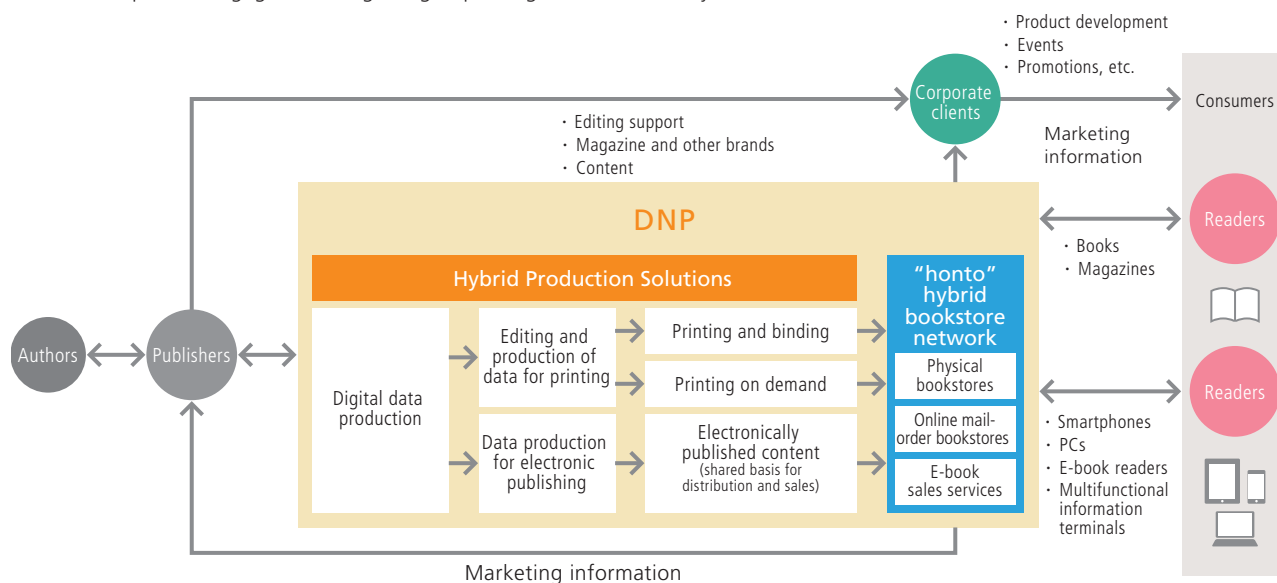 ・ Product development
・ Events
・ Promotions, etc.
Corporate
clients
Consumers
・ Editing support
・ Magazine and other brands
・ Content
Marketing
information
DNP
Readers
・ Books
・ Magazines
Hybrid Production Solutions
“honto”
hybrid
bookstore
network
Authors
Publishers
Digital data
production
Editing and
production of
data for printing
Printing and binding
Printing on demand
Data production
for electronic
publishing
Electronically
published content
(shared basis for
distribution and sales)
Physical
bookstores
Online mail-
order bookstores
E-book
sales services
Readers
・ Smartphones
・ PCs
・ E-book readers
・ Multifunctional
information
terminals
Marketing information